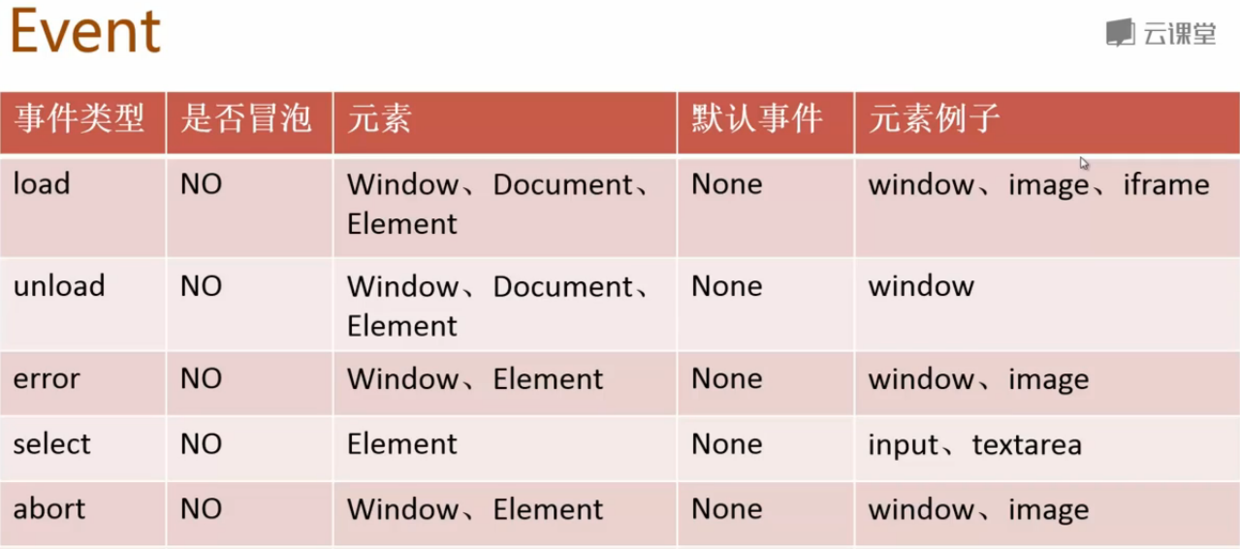 Event
云课堂
事件类型 是否冒泡 元素 默认事件 元素例子
load NO Window、Document、 None window、image、iframe
Element
unload NO Window、Document、 None window
Element
error NO Window、Element None window、image
select NO Element None input、textarea
abort NO Window、Element None window、image